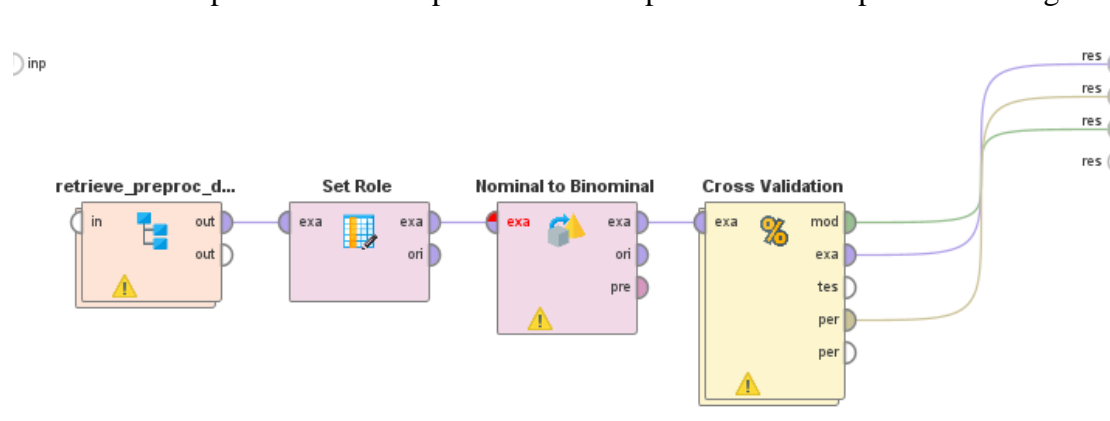 inp
res
res
res
res
retrieve_preproc_d...
Set Role
Nominal to Binominal
Cross Validation
in
out
out
exa
exa
ori
exa
exa
ori
pre
exa
mod
exa
tes
per
per